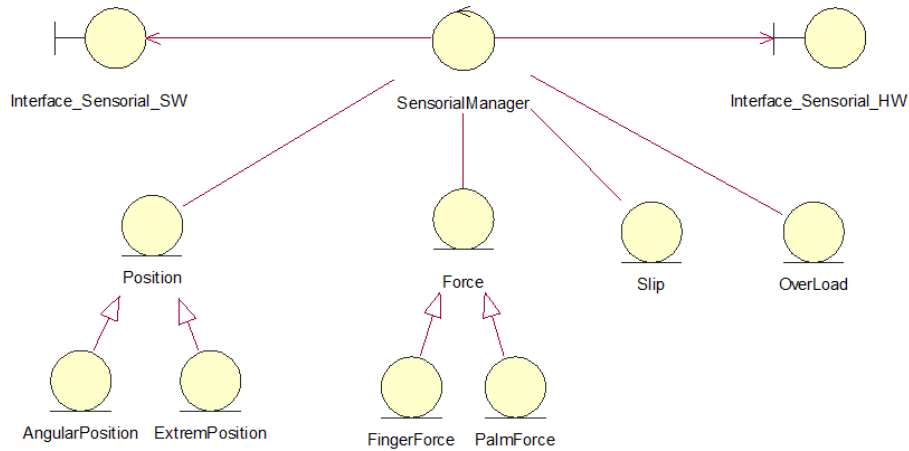 Interface_Sensorial_SW
SensorialManager
Interface_Sensorial_HW
Position
Force
Slip
OverLoad
AngularPosition
ExtremPosition
FingerForce
PalmForce